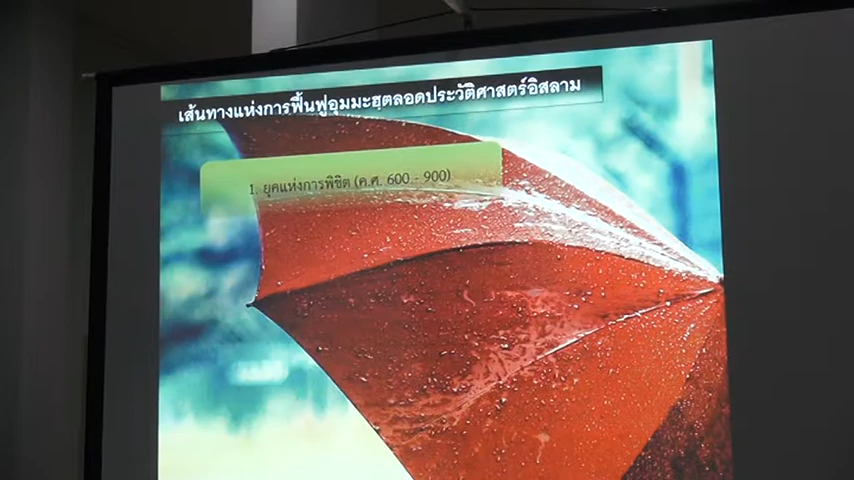 เส้นทางแห่งการฟื้นฟูอุมมะฮฺตลอดประวัติศาสตร์อิสลาม
1. ยุคแห่งการพิชิต (ค.ศ. 600 - 900)